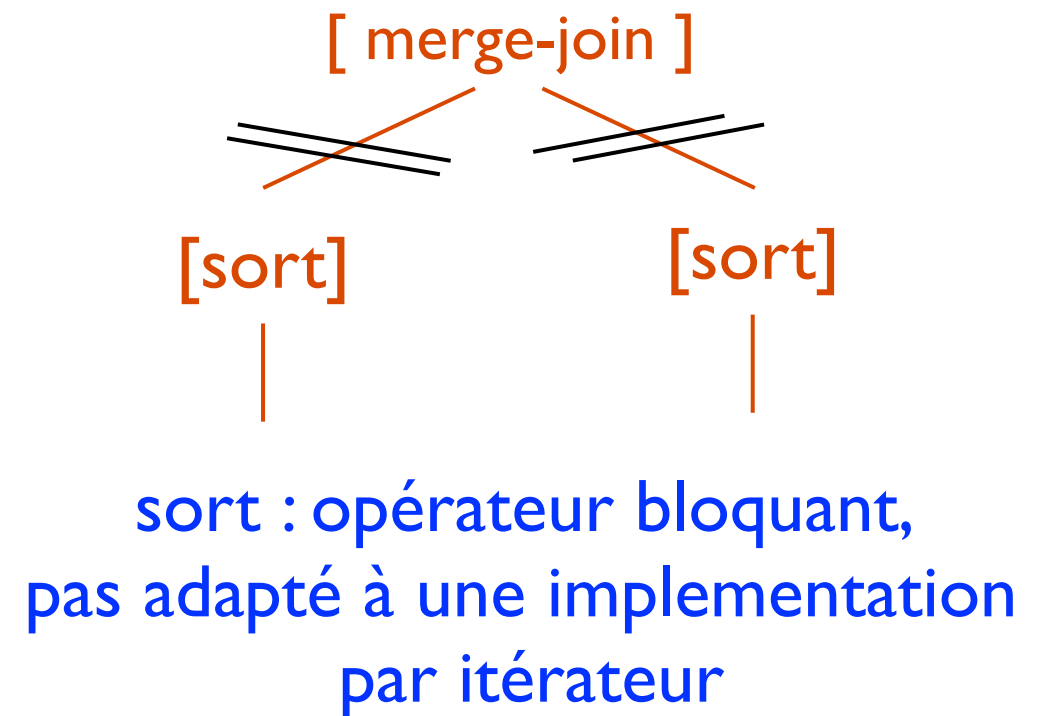 [ merge-join ]
[sort] [sort]
sort : opérateur bloquant,
pas adapté à une implementation
par itérateur